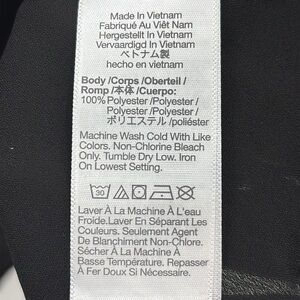 Made In Vietnam
Fabriqué Au Viêt Nam
Hergestellt In Vietnam
Vervaardigd In Vietnam
ベトナム製
hecho en vietnam
Body /Corps /Oberteil /
Romp /本体 /Cuerpo:
100% Polyester /Polyester /
Polyester /Polyester /
ポリエステル /poliéster
Machine Wash Cold With Like
Colors. Non-Chlorine Bleach
Only. Tumble Dry Low. Iron
On Lowest Setting.
30
Laver À La Machine À L'eau
Froide.Laver En Séparant Les
Couleurs. Seulement Agent
De Blanchiment Non-Chlore.
Sécher À La Machine À
Basse Température. Repasser
À Fer Doux Si Nécessaire.